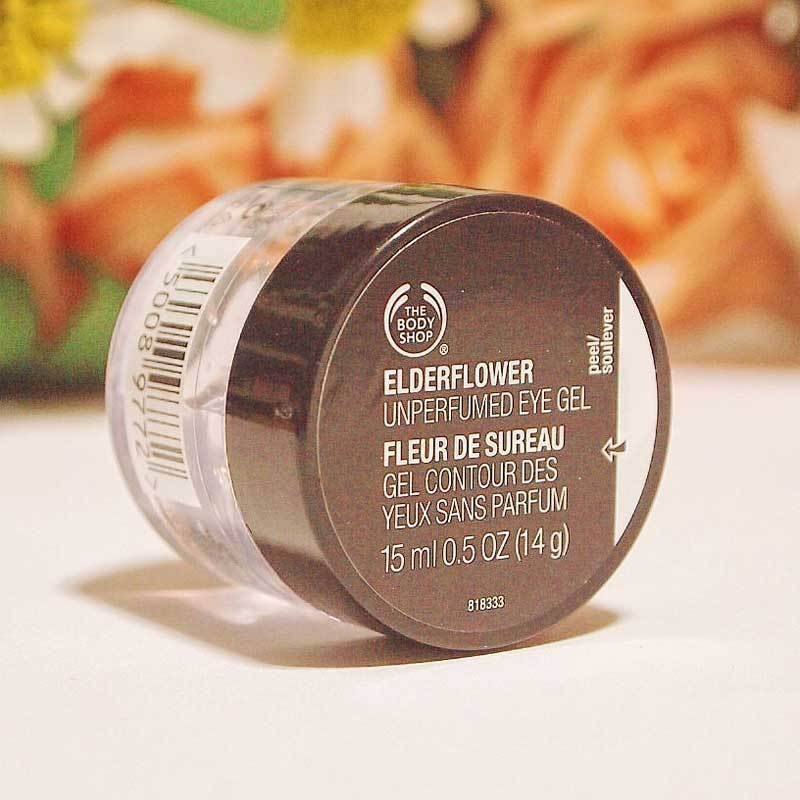 THE
BODY
SHOP
®
ELDERFLOWER
UNPERFUMED EYE GEL
FLEUR DE SUREAU
GEL CONTOUR DES
YEUX SANS PARFUM
15 ml 0.5 OZ (14 g)
818333
peel/
soulever
< 50089772 >